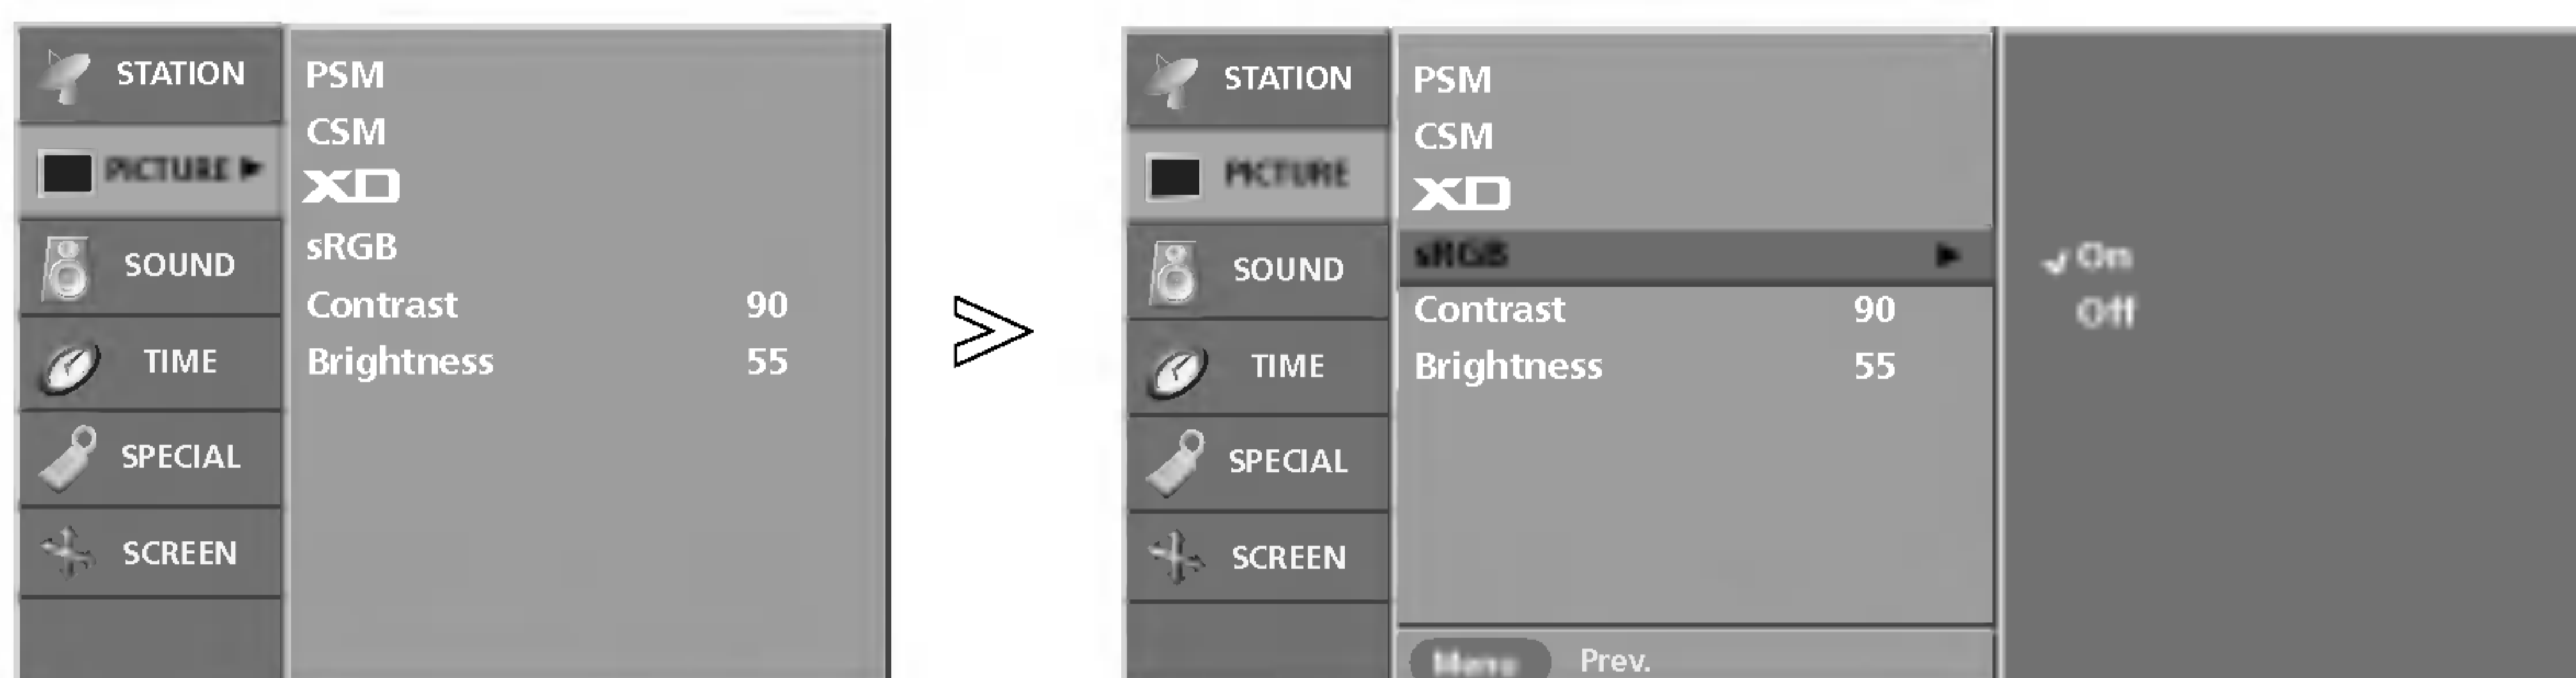 STATION
PICTURE ▶
SOUND
TIME
SPECIAL
SCREEN
PSM
CSM
XD
sRGB
Contrast 90
Brightness 55
STATION
PICTURE
SOUND
TIME
SPECIAL
SCREEN
PSM
CSM
XD
sRGB ▶
Contrast 90
Brightness 55
Menu Prev.
✓ On
Off